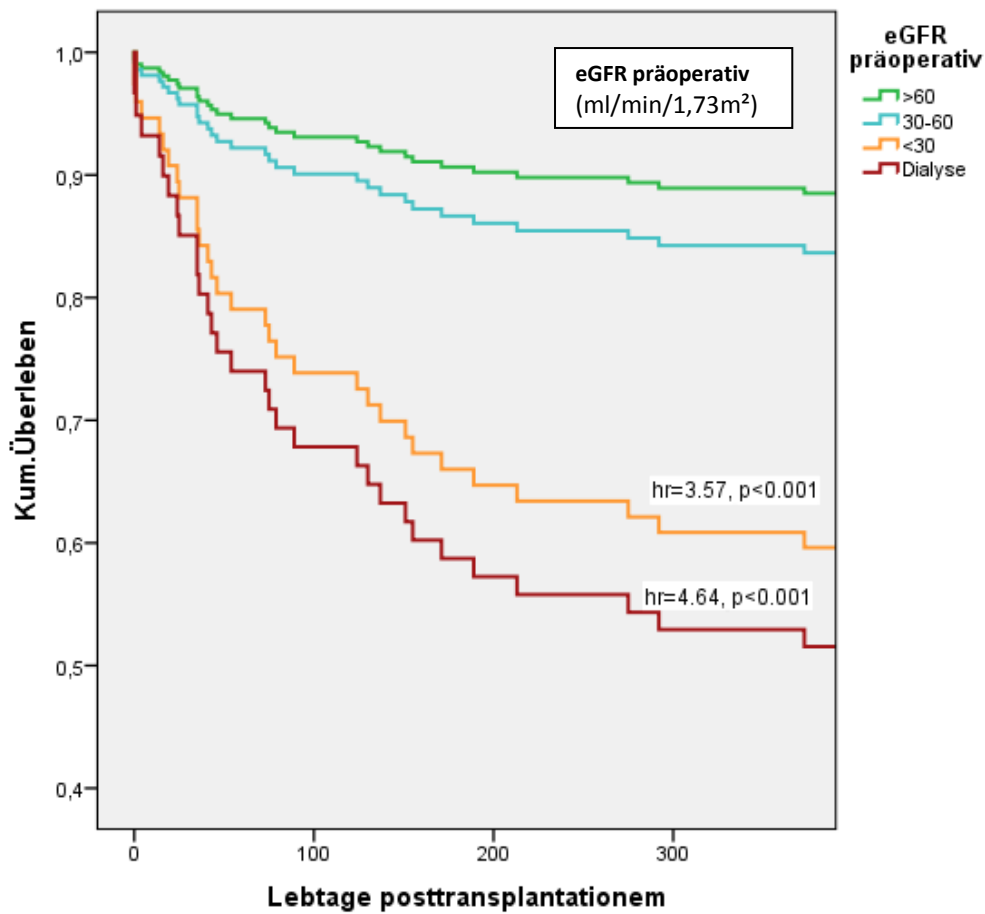 eGFR präoperativ
(ml/min/1,73m²)
eGFR
präoperativ
>60
30-60
<30
Dialyse
1,0
0,9
0,8
0,7
0,6
0,5
0,4
Kum.Überleben
hr=3.57, p<0.001
hr=4.64, p<0.001
0
100
200
300
Lebtage posttransplantationem